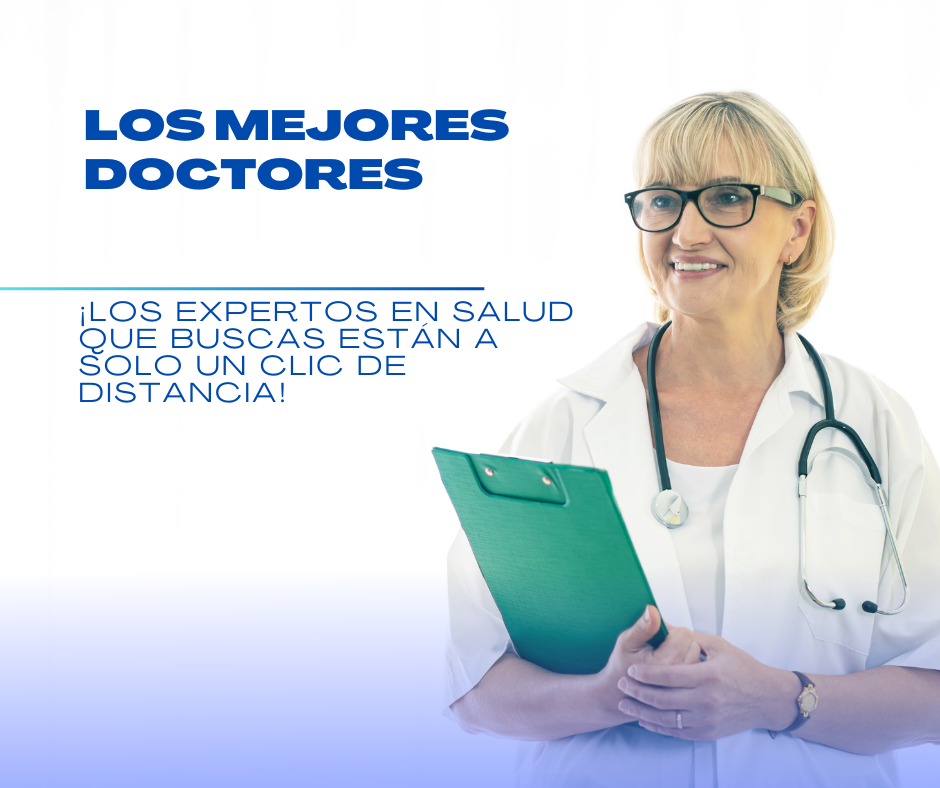 LOS MEJORES
DOCTORES
¡LOS EXPERTOS EN SALUD
QUE BUSCAS ESTÁN A
SOLO UN CLIC DE
DISTANCIA!